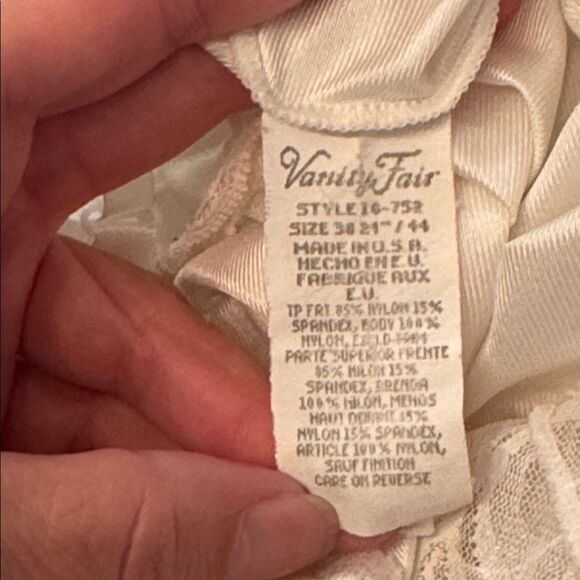 Vanity Fair
STYLE 16-752
SIZE 38 24"/44
MADE IN U.S.A.
HECHO EN E.U.
FABRIQUE AUX
E.U.
TP FRT 85% NYLON 15%
SPANDEX, BODY 100%
NYLON, EXCLD
PARTE SUPERIOR FRENTE
85% NILON 15%
SPANDEX, PRENDA
100% NILON, MENOS
HAUT DEVANT 85%
NYLON 15% SPANDEX,
ARTICLE 100% NYLON,
SAUF FINITION
CARE ON REVERSE